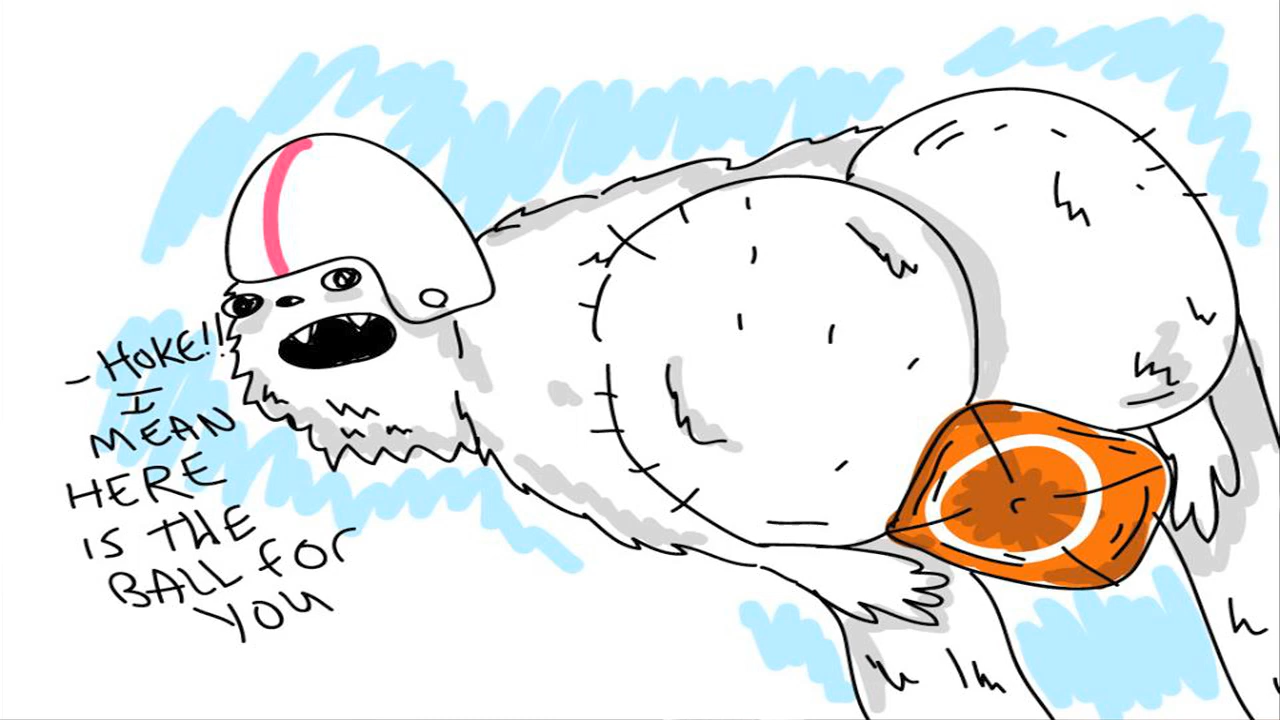 - HOKE!!
I
MEAN
HERE
IS THE
BALL FOR
YOU